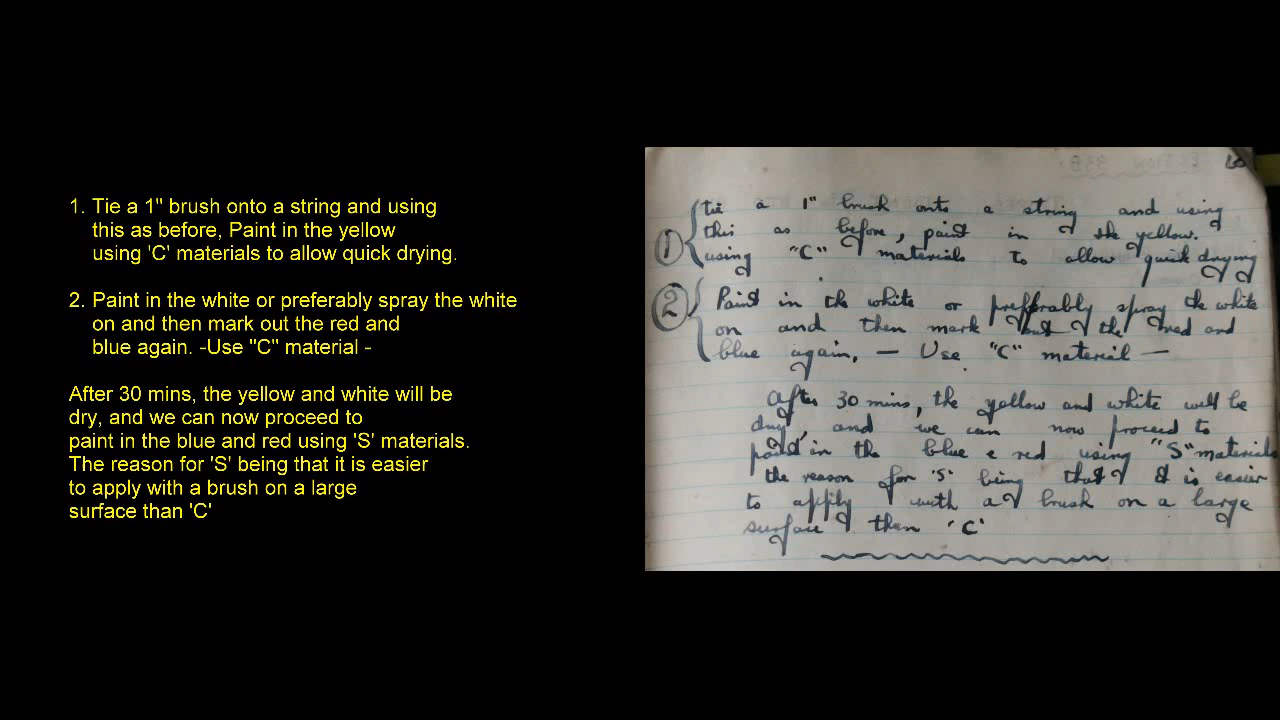 1. Tie a 1" brush onto a string and using
this as before, Paint in the yellow
using 'C' materials to allow quick drying.
2. Paint in the white or preferably spray the white
on and then mark out the red and
blue again. -Use "C" material -
After 30 mins, the yellow and white will be
dry, and we can now proceed to
paint in the blue and red using 'S' materials.
The reason for 'S' being that it is easier
to apply with a brush on a large
surface than 'C'
60
tie a 1" brush onto a string and using
this as before, paint in the yellow.
① using "C" materials to allow quick drying
② Paint in the white or prefferably spray the white
on and then mark out the red and
blue again, — Use "C" material —
After 30 mins, the yellow and white will be
dry, and we can now proceed to
paint in the blue & red using "S" materials
the reason for 'S' being that it is easier
to apply with a brush on a large
surface than 'C'